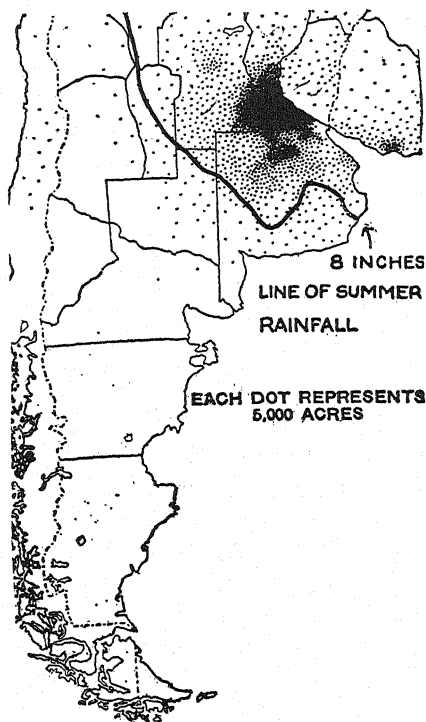 8 INCHES
LINE OF SUMMER
RAINFALL
EACH DOT REPRESENTS
5,000 ACRES